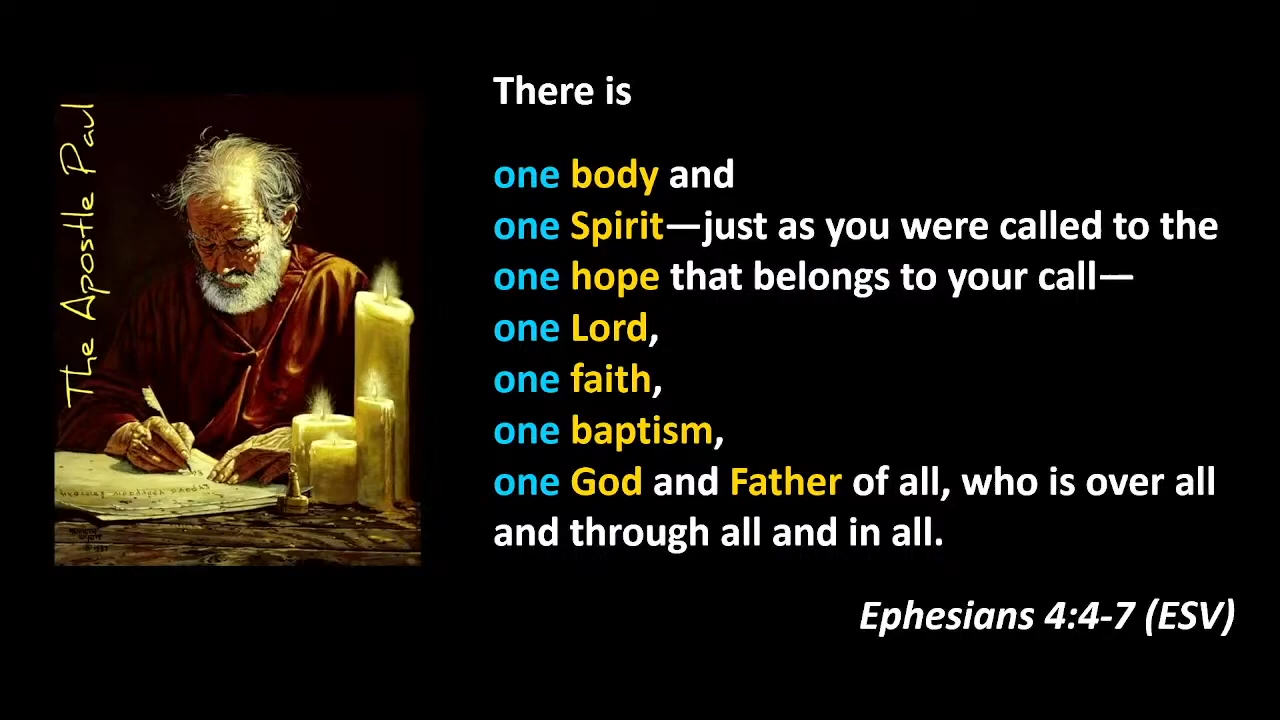 The Apostle Paul
There is
one body and
one Spirit—just as you were called to the
one hope that belongs to your call—
one Lord,
one faith,
one baptism,
one God and Father of all, who is over all
and through all and in all.
Ephesians 4:4-7 (ESV)